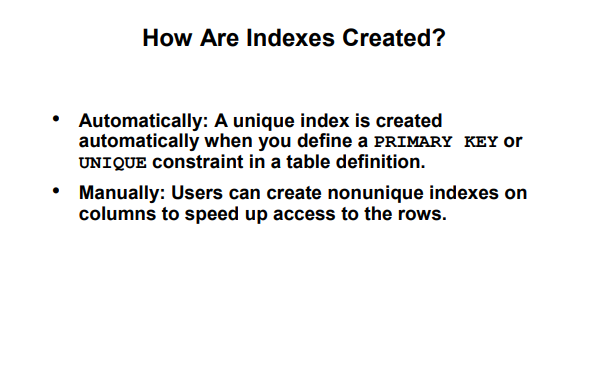 How Are Indexes Created?
• Automatically: A unique index is created
automatically when you define a PRIMARY KEY or
UNIQUE constraint in a table definition.
• Manually: Users can create nonunique indexes on
columns to speed up access to the rows.